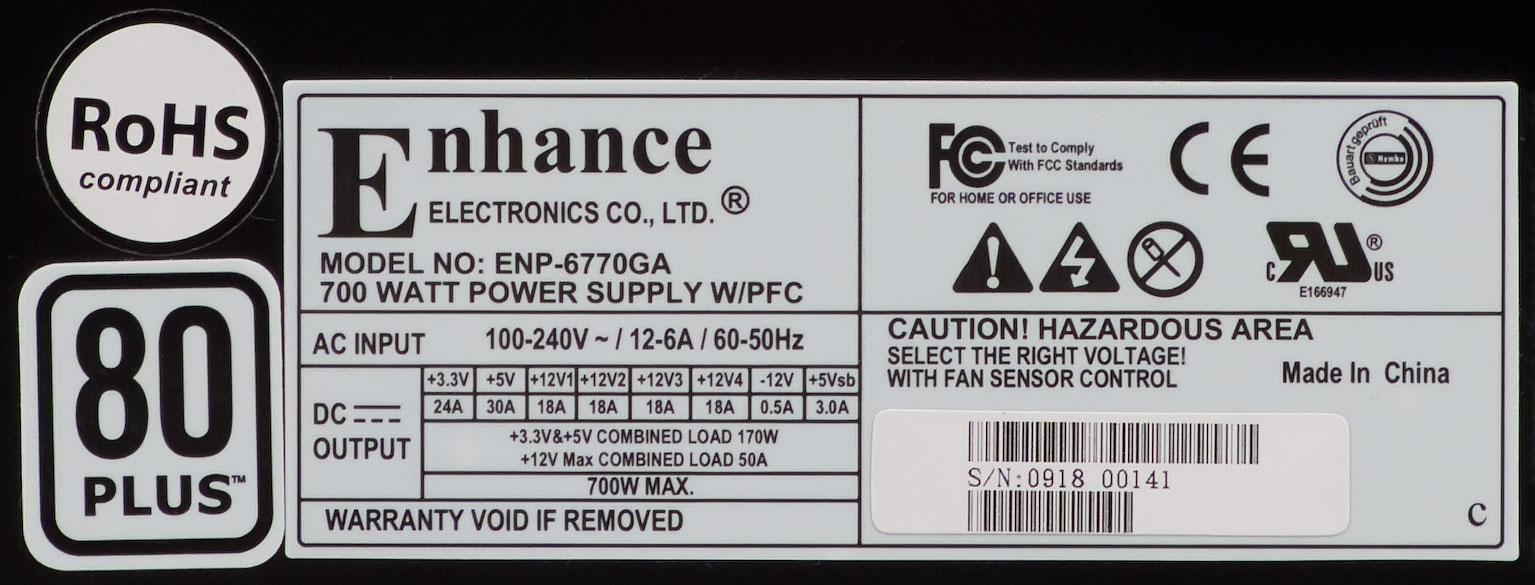 RoHS
compliant
80
PLUS™
Enhance
ELECTRONICS CO., LTD. ®
MODEL NO: ENP-6770GA
700 WATT POWER SUPPLY W/PFC
AC INPUT 100-240V ~ / 12-6A / 60-50Hz
DC OUTPUT
+3.3V +5V +12V1 +12V2 +12V3 +12V4 -12V +5Vsb
24A 30A 18A 18A 18A 18A 0.5A 3.0A
+3.3V&+5V COMBINED LOAD 170W
+12V Max COMBINED LOAD 50A
700W MAX.
WARRANTY VOID IF REMOVED
FC Test to Comply
With FCC Standards
FOR HOME OR OFFICE USE
CE
Bauart geprüft
Nemko
c RU ® US
E166947
CAUTION! HAZARDOUS AREA
SELECT THE RIGHT VOLTAGE!
WITH FAN SENSOR CONTROL
Made In China
S/N:0918 00141
C